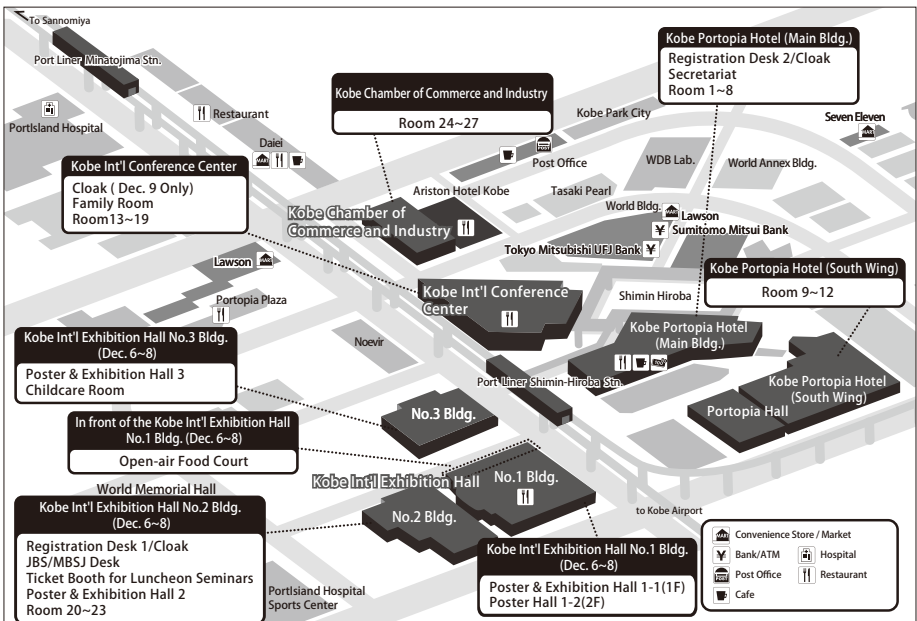 To Sannomiya
Port Liner Minatojima Stn.
PortIsland Hospital
Restaurant
Daiei
Kobe Chamber of Commerce and Industry
Room 24~27
Kobe Portopia Hotel (Main Bldg.)
Registration Desk 2/Cloak
Secretariat
Room 1~8
Kobe Park City
Post Office
Seven Eleven
MART
WDB Lab.
World Annex Bldg.
Kobe Int'l Conference Center
Cloak ( Dec. 9 Only)
Family Room
Room13~19
Ariston Hotel Kobe
Tasaki Pearl
World Bldg.
Lawson
Sumitomo Mitsui Bank
Tokyo Mitsubishi UFJ Bank
Kobe Chamber of
Commerce and Industry
Lawson
Portopia Plaza
Kobe Int'l Conference
Center
Shimin Hiroba
Kobe Portopia Hotel (South Wing)
Room 9~12
Kobe Int'l Exhibition Hall No.3 Bldg.
(Dec. 6~8)
Poster & Exhibition Hall 3
Childcare Room
Noevir
Kobe Portopia Hotel
(Main Bldg.)
Port Liner Shimin-Hiroba Stn.
Kobe Portopia Hotel
(South Wing)
Portopia Hall
No.3 Bldg.
In front of the Kobe Int'l Exhibition Hall
No.1 Bldg. (Dec. 6~8)
Open-air Food Court
Kobe Int'l Exhibition Hall
No.1 Bldg.
World Memorial Hall
Kobe Int'l Exhibition Hall No.2 Bldg.
(Dec. 6~8)
Registration Desk 1/Cloak
JBS/MBSJ Desk
Ticket Booth for Luncheon Seminars
Poster & Exhibition Hall 2
Room 20~23
No.2 Bldg.
PortIsland Hospital
Sports Center
to Kobe Airport
Kobe Int'l Exhibition Hall No.1 Bldg.
(Dec. 6~8)
Poster & Exhibition Hall 1-1(1F)
Poster Hall 1-2(2F)
MART Convenience Store / Market
¥ Bank/ATM
Hospital
POST Post Office
Restaurant
Cafe